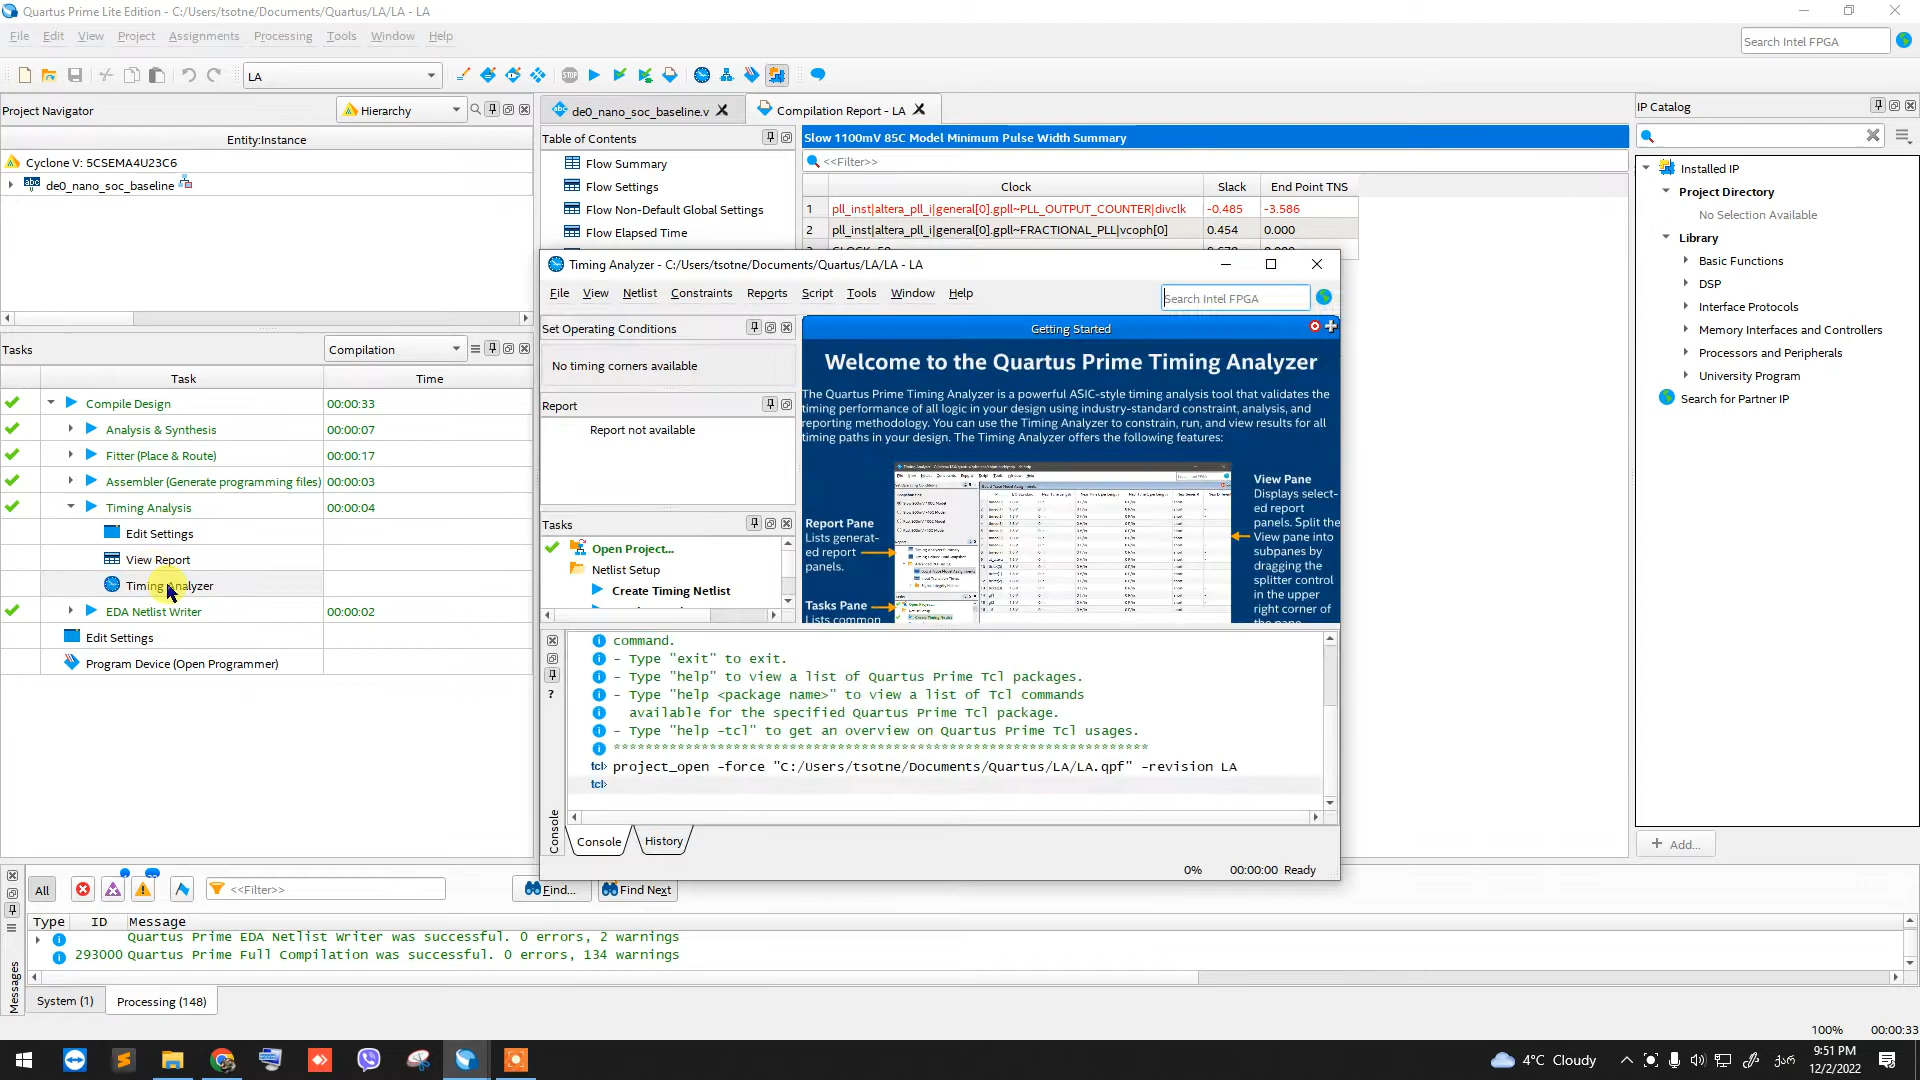 Quartus Prime Lite Edition - C:/Users/tsotne/Documents/Quartus/LA/LA - LA
File Edit View Project Assignments Processing Tools Window Help
Search Intel FPGA
LA
Project Navigator
Hierarchy
Entity:Instance
Cyclone V: 5CSEMA4U23C6
de0_nano_soc_baseline
Tasks
Compilation
Task
Time
Compile Design 00:00:33
Analysis & Synthesis 00:00:07
Fitter (Place & Route) 00:00:17
Assembler (Generate programming files) 00:00:03
Timing Analysis 00:00:04
Edit Settings
View Report
Timing Analyzer
EDA Netlist Writer 00:00:02
Edit Settings
Program Device (Open Programmer)
de0_nano_soc_baseline.v
Compilation Report - LA
Table of Contents
Flow Summary
Flow Settings
Flow Non-Default Global Settings
Flow Elapsed Time
Slow 1100mV 85C Model Minimum Pulse Width Summary
<<Filter>>
Clock Slack End Point TNS
1 pll_inst|altera_pll_i|general[0].gpll~PLL_OUTPUT_COUNTER|divclk -0.485 -3.586
2 pll_inst|altera_pll_i|general[0].gpll~FRACTIONAL_PLL|vcoph[0] 0.454 0.000
IP Catalog
Installed IP
Project Directory
No Selection Available
Library
Basic Functions
DSP
Interface Protocols
Memory Interfaces and Controllers
Processors and Peripherals
University Program
Search for Partner IP
Add...
Timing Analyzer - C:/Users/tsotne/Documents/Quartus/LA/LA - LA
File View Netlist Constraints Reports Script Tools Window Help
Search Intel FPGA
Set Operating Conditions
No timing corners available
Report
Report not available
Tasks
Open Project...
Netlist Setup
Create Timing Netlist
Getting Started
Welcome to the Quartus Prime Timing Analyzer
The Quartus Prime Timing Analyzer is a powerful ASIC-style timing analysis tool that validates the
timing performance of all logic in your design using industry-standard constraint, analysis, and
reporting methodology. You can use the Timing Analyzer to constrain, run, and view results for all
timing paths in your design. The Timing Analyzer offers the following features:
Report Pane
Lists generat-
ed report
panels.
Tasks Pane
Lists common
View Pane
Displays select-
ed report
panels. Split the
View pane into
subpanes by
dragging the
splitter control
in the upper
right corner of
the pane
command.
- Type "exit" to exit.
- Type "help" to view a list of Quartus Prime Tcl packages.
- Type "help <package name>" to view a list of Tcl commands
available for the specified Quartus Prime Tcl package.
- Type "help -tcl" to get an overview on Quartus Prime Tcl usages.
*******************************************************************
tcl> project_open -force "C:/Users/tsotne/Documents/Quartus/LA/LA.qpf" -revision LA
tcl>
Console
Console History
0% 00:00:00 Ready
All
<<Filter>>
Find...
Find Next
Type ID Message
Quartus Prime EDA Netlist Writer was successful. 0 errors, 2 warnings
293000 Quartus Prime Full Compilation was successful. 0 errors, 134 warnings
Messages
System (1) Processing (148)
100% 00:00:33
4°C Cloudy
ქარ
9:51 PM
12/2/2022